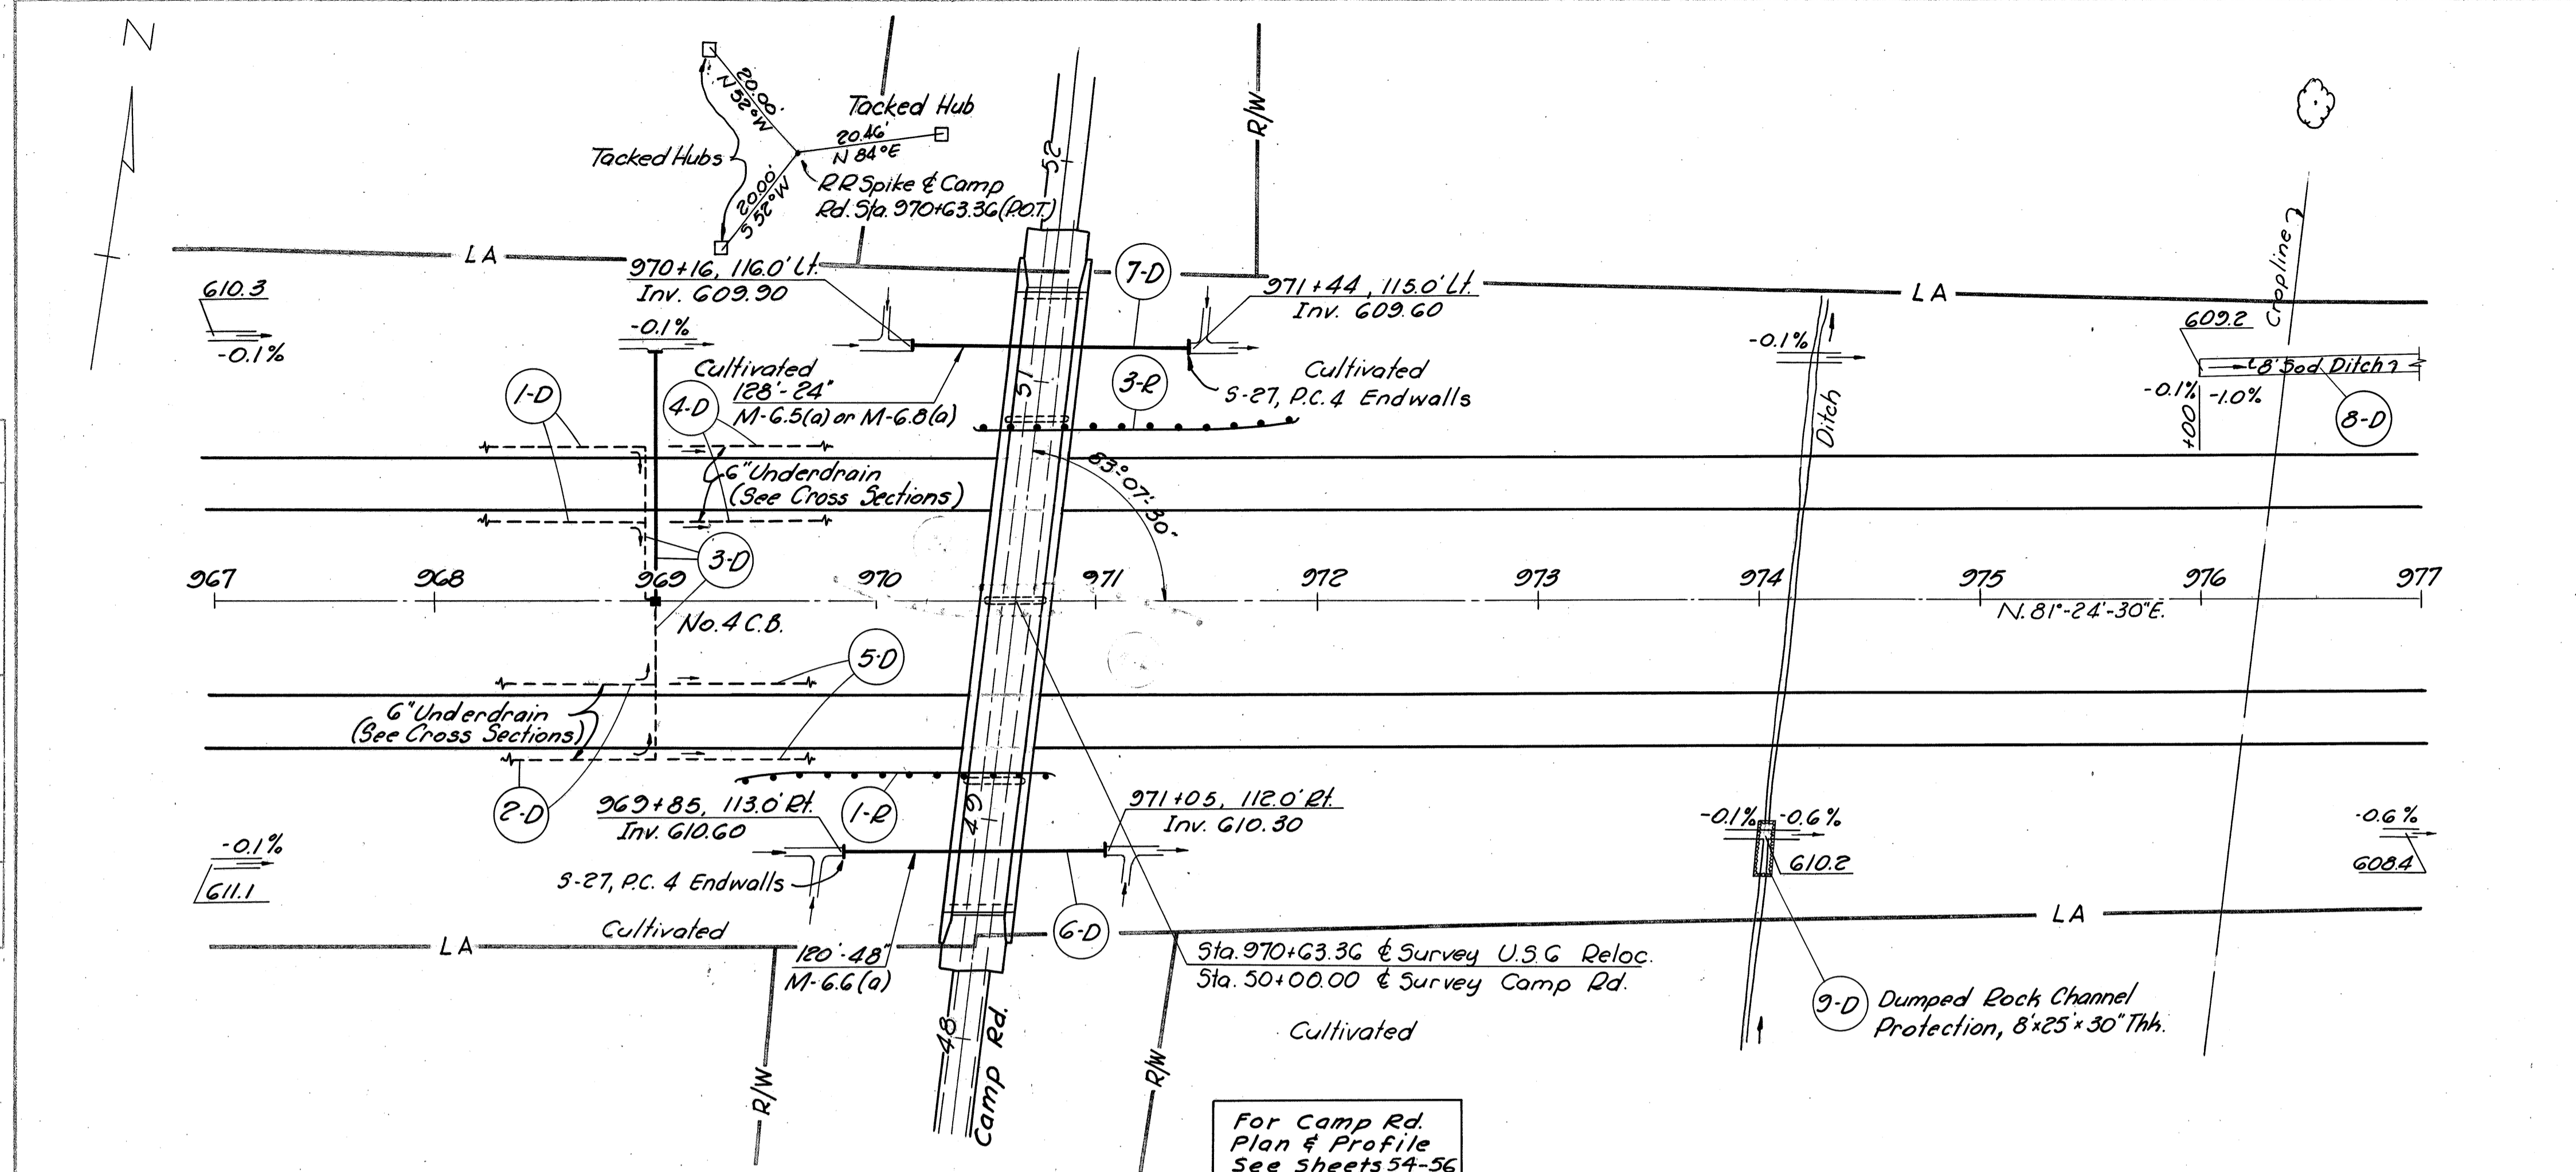 N
20.00'
N 52°W
Tacked Hub
20.46'
N 84°E
Tacked Hubs
20.00'
S 52°W
RR Spike ℄ Camp
Rd. Sta. 970+63.36 (P.O.T.)
52
R/W
LA
970+16, 116.0' Lt.
Inv. 609.90
7-D
971+44, 115.0' Lt.
Inv. 609.60
LA
Cropline
610.3
-0.1%
-0.1%
Cultivated
128'-24"
M-6.5(a) or M-6.8(a)
51
3-R
Cultivated
S-27, P.C. 4 Endwalls
-0.1%
Ditch
609.2
8' Sod Ditch
-0.1%
-1.0%
+00
8-D
1-D
4-D
6" Underdrain
(See Cross Sections)
83°-07'-30"
3-D
967
968
969
970
971
972
973
974
975
976
977
N. 81°-24'-30" E.
No. 4 C.B.
5-D
6" Underdrain
(See Cross Sections)
2-D
969+85, 113.0' Rt.
Inv. 610.60
1-R
49
971+05, 112.0' Rt.
Inv. 610.30
-0.1%
-0.6%
610.2
-0.6%
608.4
-0.1%
611.1
S-27, P.C. 4 Endwalls
Cultivated
LA
120'-48"
M-6.6(a)
6-D
LA
Sta. 970+63.36 ℄ Survey U.S.6 Reloc.
Sta. 50+00.00 ℄ Survey Camp Rd.
9-D
Dumped Rock Channel
Protection, 8'x25'x30" Thk.
Cultivated
48
Camp Rd.
R/W
R/W
For Camp Rd.
Plan & Profile
See sheets 54-56